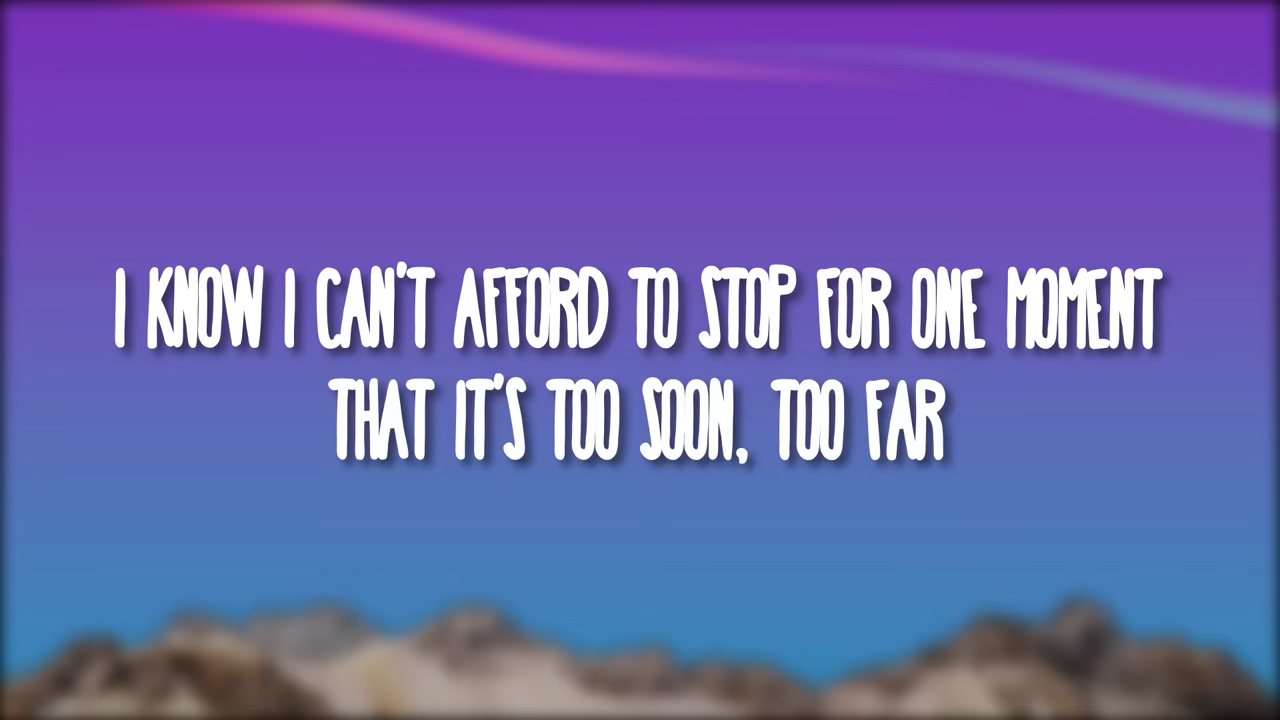 I KNOW I CAN'T AFFORD TO STOP FOR ONE MOMENT
THAT IT'S TOO SOON, TOO FAR